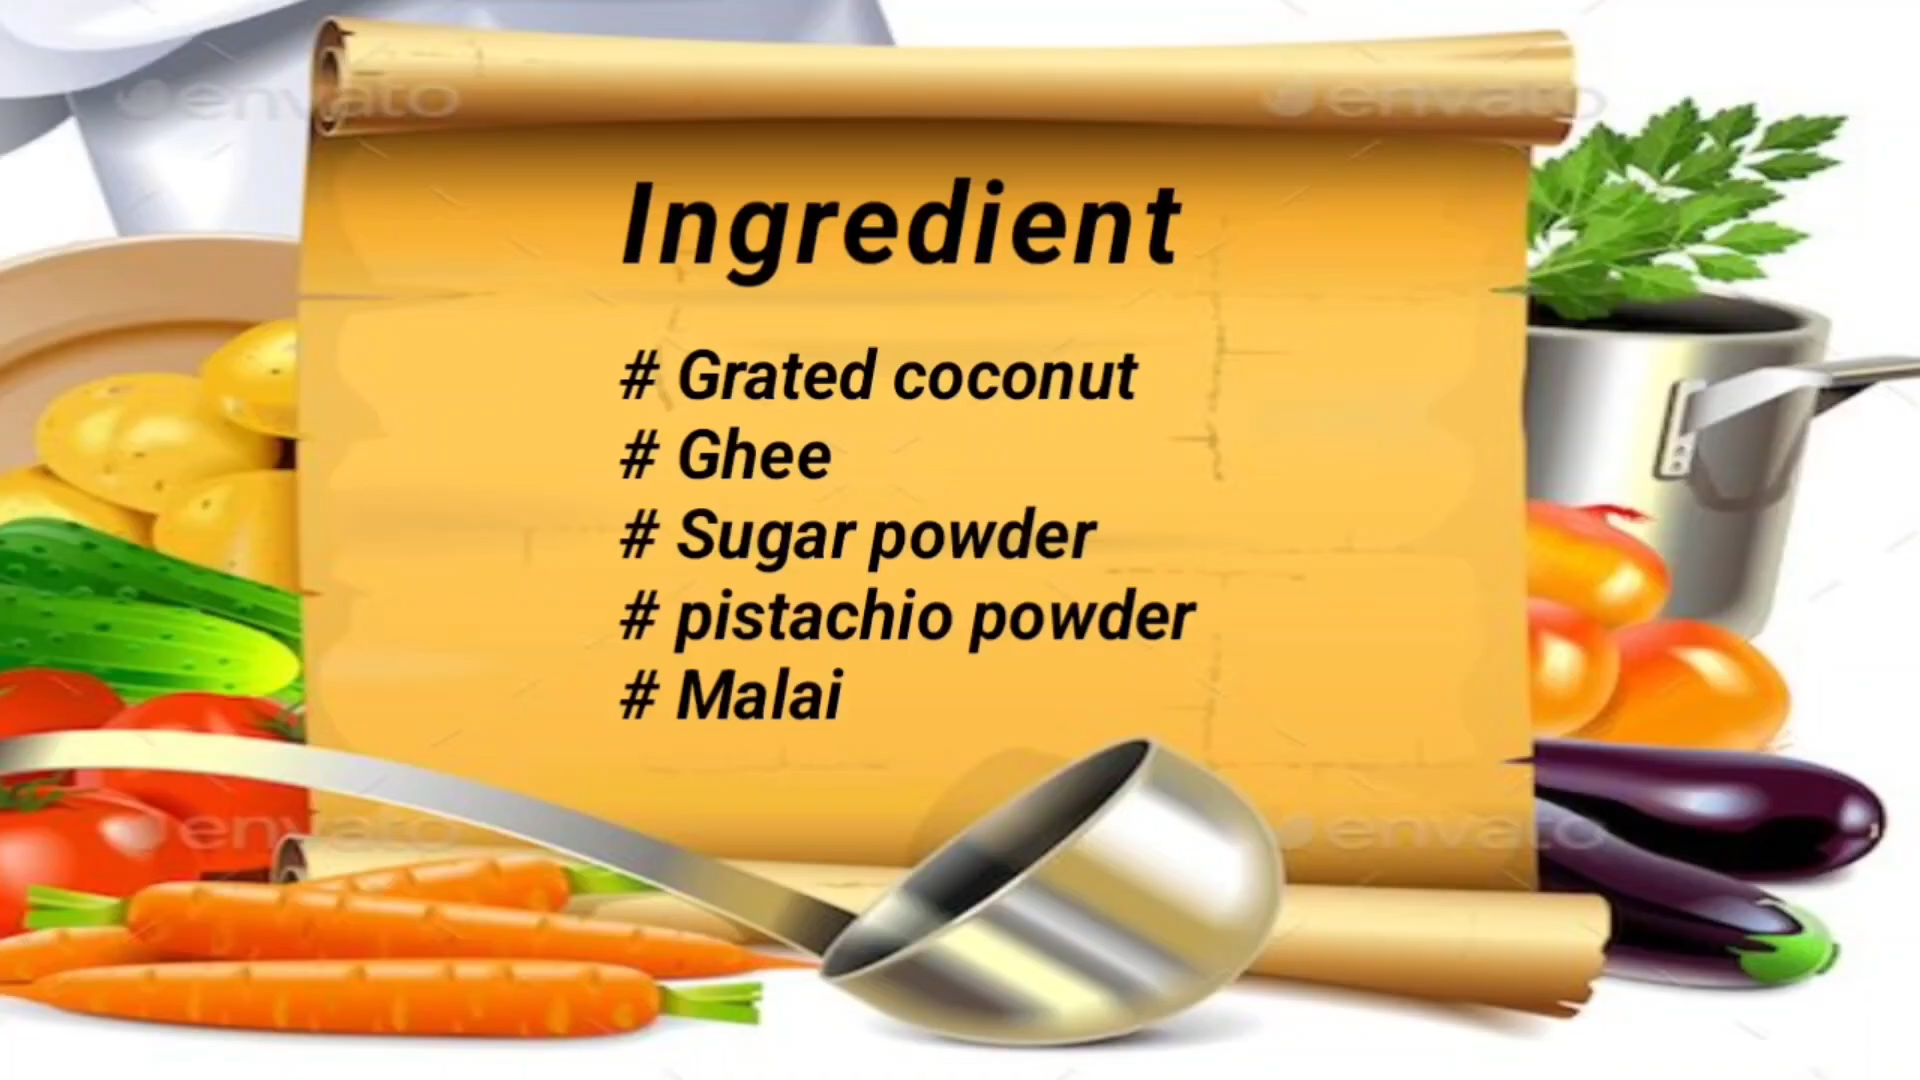 envato envato
Ingredient
# Grated coconut
# Ghee
# Sugar powder
# pistachio powder
# Malai
envato envato